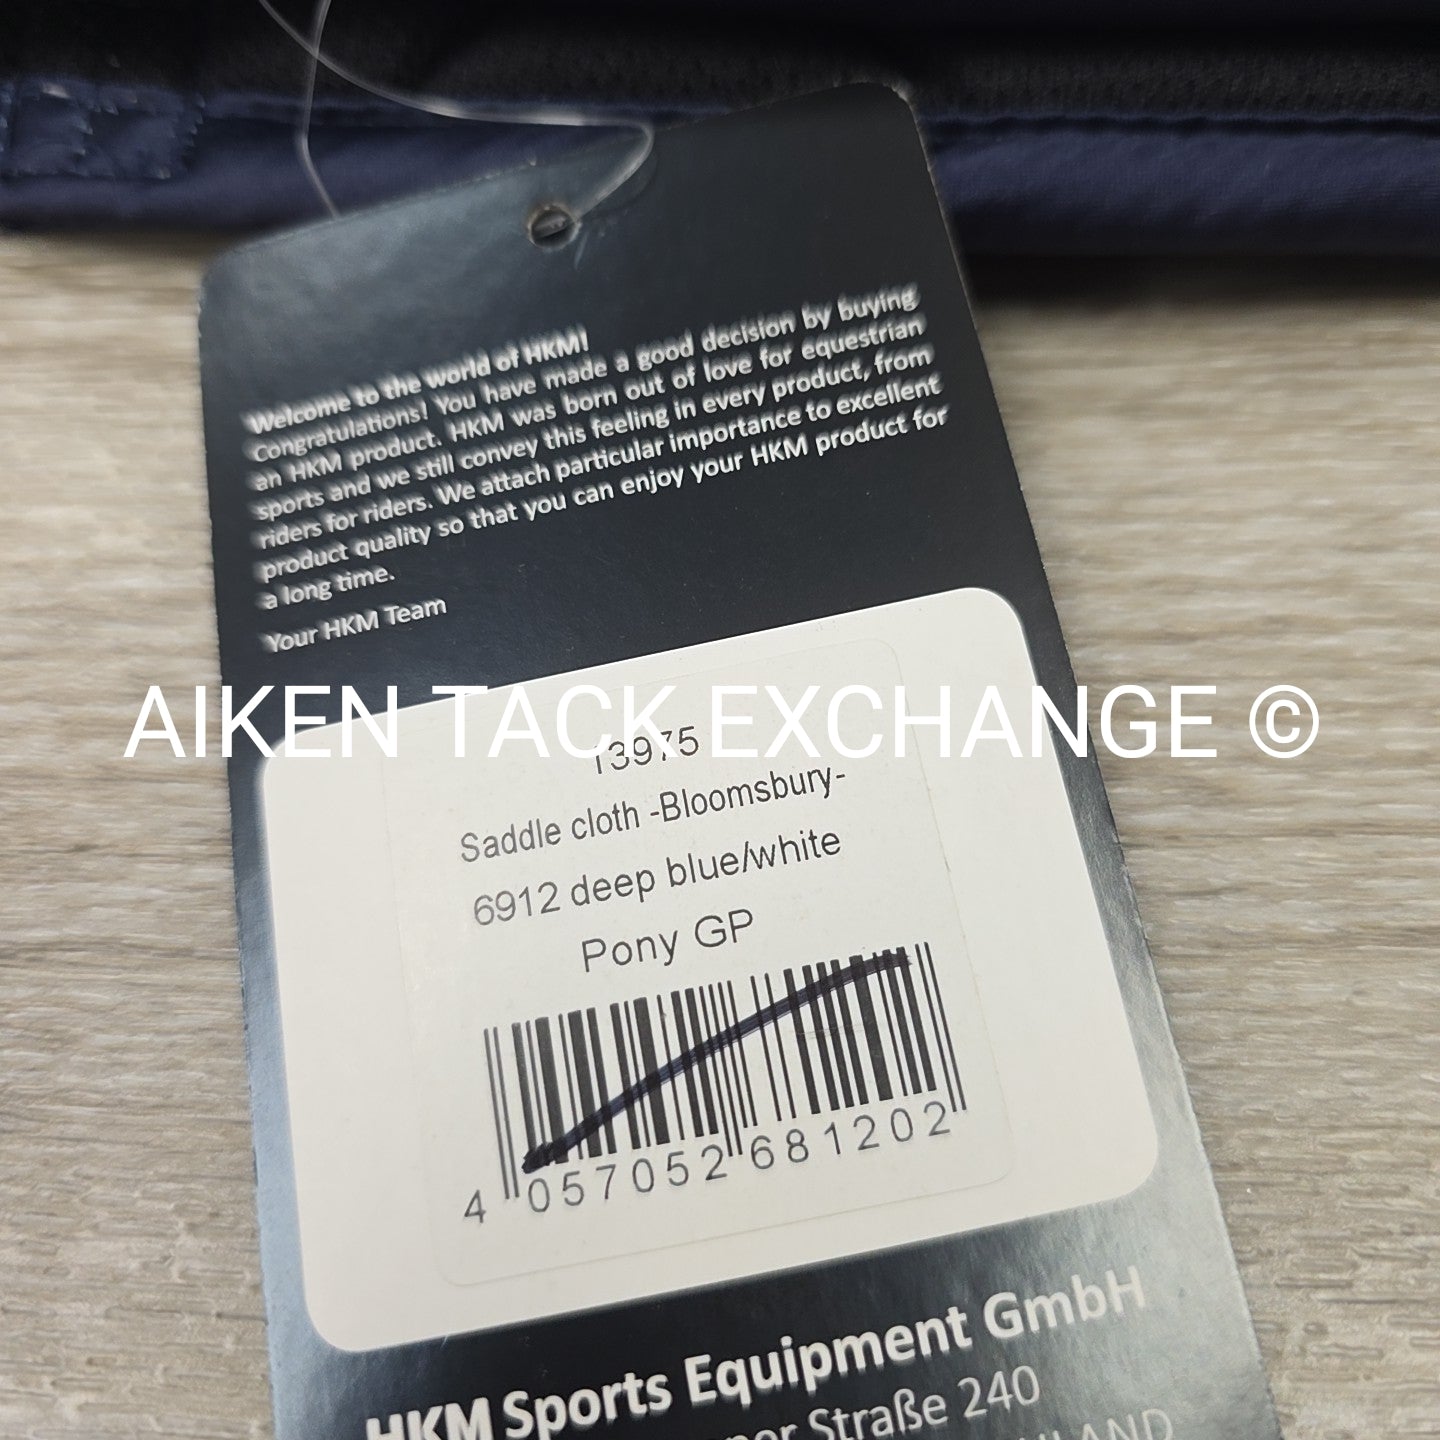 Welcome to the world of HKM!
Congratulations! You have made a good decision by buying
an HKM product. HKM was born out of love for equestrian
sports and we still convey this feeling in every product, from
riders for riders. We attach particular importance to excellent
product quality so that you can enjoy your HKM product for
a long time.
Your HKM Team
AIKEN TACK EXCHANGE ©
13975
Saddle cloth -Bloomsbury-
6912 deep blue/white
Pony GP
4 057052 681202
HKM Sports Equipment GmbH
Straße 240